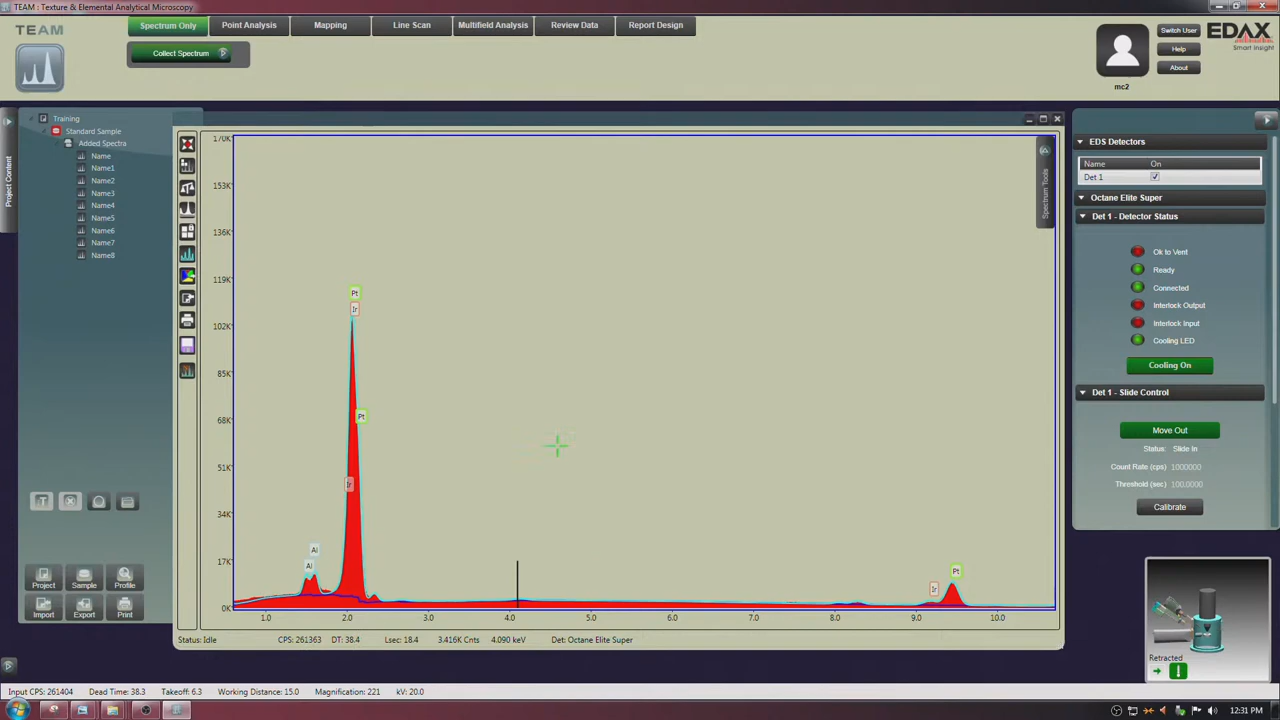 TEAM : Texture & Elemental Analytical Microscopy
TEAM
Spectrum Only
Point Analysis
Mapping
Line Scan
Multifield Analysis
Review Data
Report Design
Collect Spectrum
mc2
Switch User
Help
About
EDAX
Smart Insight
Project Content
Training
Standard Sample
Added Spectra
Name
Name1
Name2
Name3
Name4
Name5
Name6
Name7
Name8
Project
Sample
Profile
Import
Export
Print
170K
153K
136K
119K
102K
85K
68K
51K
34K
17K
0K
Pt
Ir
Pt
Ir
Al
Al
Pt
Ir
1.0 2.0 3.0 4.0 5.0 6.0 7.0 8.0 9.0 10.0
Spectrum Tools
Status: Idle CPS: 261363 DT: 38.4 Lsec: 18.4 3.416K Cnts 4.090 keV Det: Octane Elite Super
EDS Detectors
Name On
Det 1
Octane Elite Super
Det 1 - Detector Status
Ok to Vent
Ready
Connected
Interlock Output
Interlock Input
Cooling LED
Cooling On
Det 1 - Slide Control
Move Out
Status: Slide In
Count Rate (cps) 1000000
Threshold (sec) 100.0000
Calibrate
Retracted
Input CPS: 261404 Dead Time: 38.3 Takeoff: 6.3 Working Distance: 15.0 Magnification: 221 kV: 20.0
12:31 PM